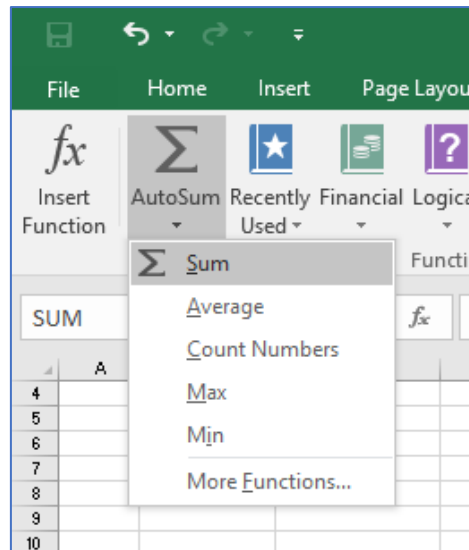 File Home Insert Page Layou
fx Σ ?
Insert AutoSum Recently Financial Logica
Function Used
Σ Sum Functi
Average
SUM fx
Count Numbers
A
Max
4
5
Min
6
7
More Functions...
8
9
10